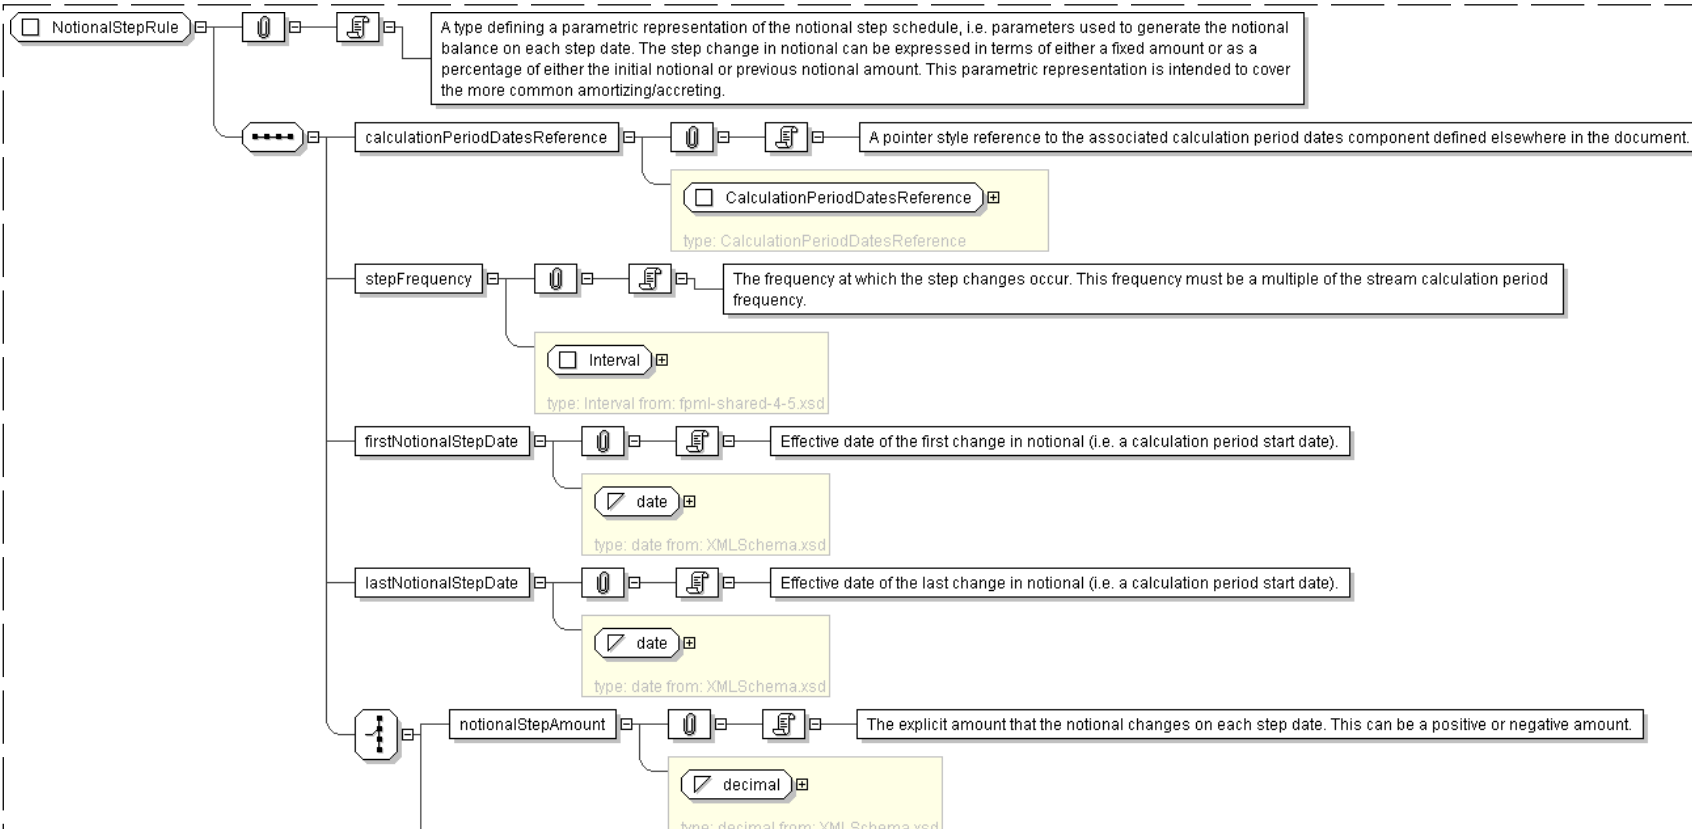 NotionalStepRule
A type defining a parametric representation of the notional step schedule, i.e. parameters used to generate the notional
balance on each step date. The step change in notional can be expressed in terms of either a fixed amount or as a
percentage of either the initial notional or previous notional amount. This parametric representation is intended to cover
the more common amortizing/accreting.
calculationPeriodDatesReference
A pointer style reference to the associated calculation period dates component defined elsewhere in the document.
CalculationPeriodDatesReference
type: CalculationPeriodDatesReference
stepFrequency
The frequency at which the step changes occur. This frequency must be a multiple of the stream calculation period
frequency.
Interval
type: Interval from: fpml-shared-4-5.xsd
firstNotionalStepDate
Effective date of the first change in notional (i.e. a calculation period start date).
date
type: date from: XMLSchema.xsd
lastNotionalStepDate
Effective date of the last change in notional (i.e. a calculation period start date).
date
type: date from: XMLSchema.xsd
notionalStepAmount
The explicit amount that the notional changes on each step date. This can be a positive or negative amount.
decimal
type: decimal from: XMLSchema.xsd